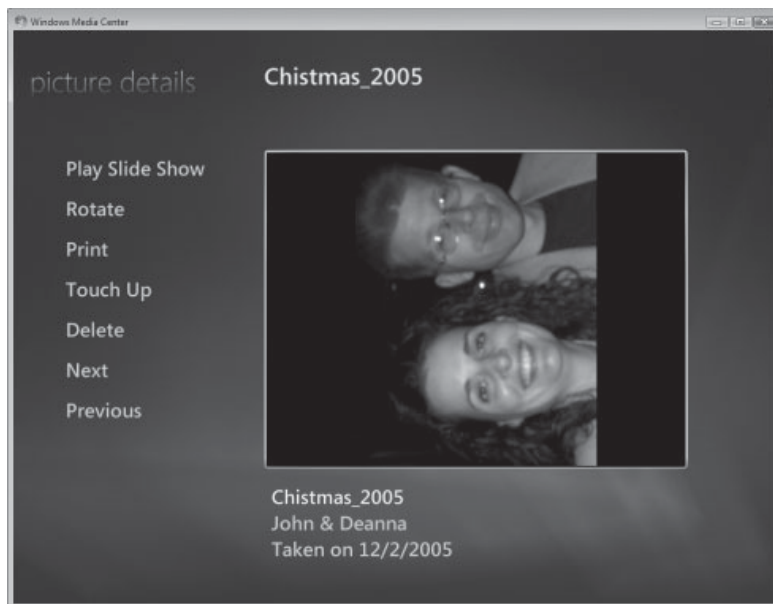 Windows Media Center
picture details
Chistmas_2005
Play Slide Show
Rotate
Print
Touch Up
Delete
Next
Previous
Chistmas_2005
John & Deanna
Taken on 12/2/2005